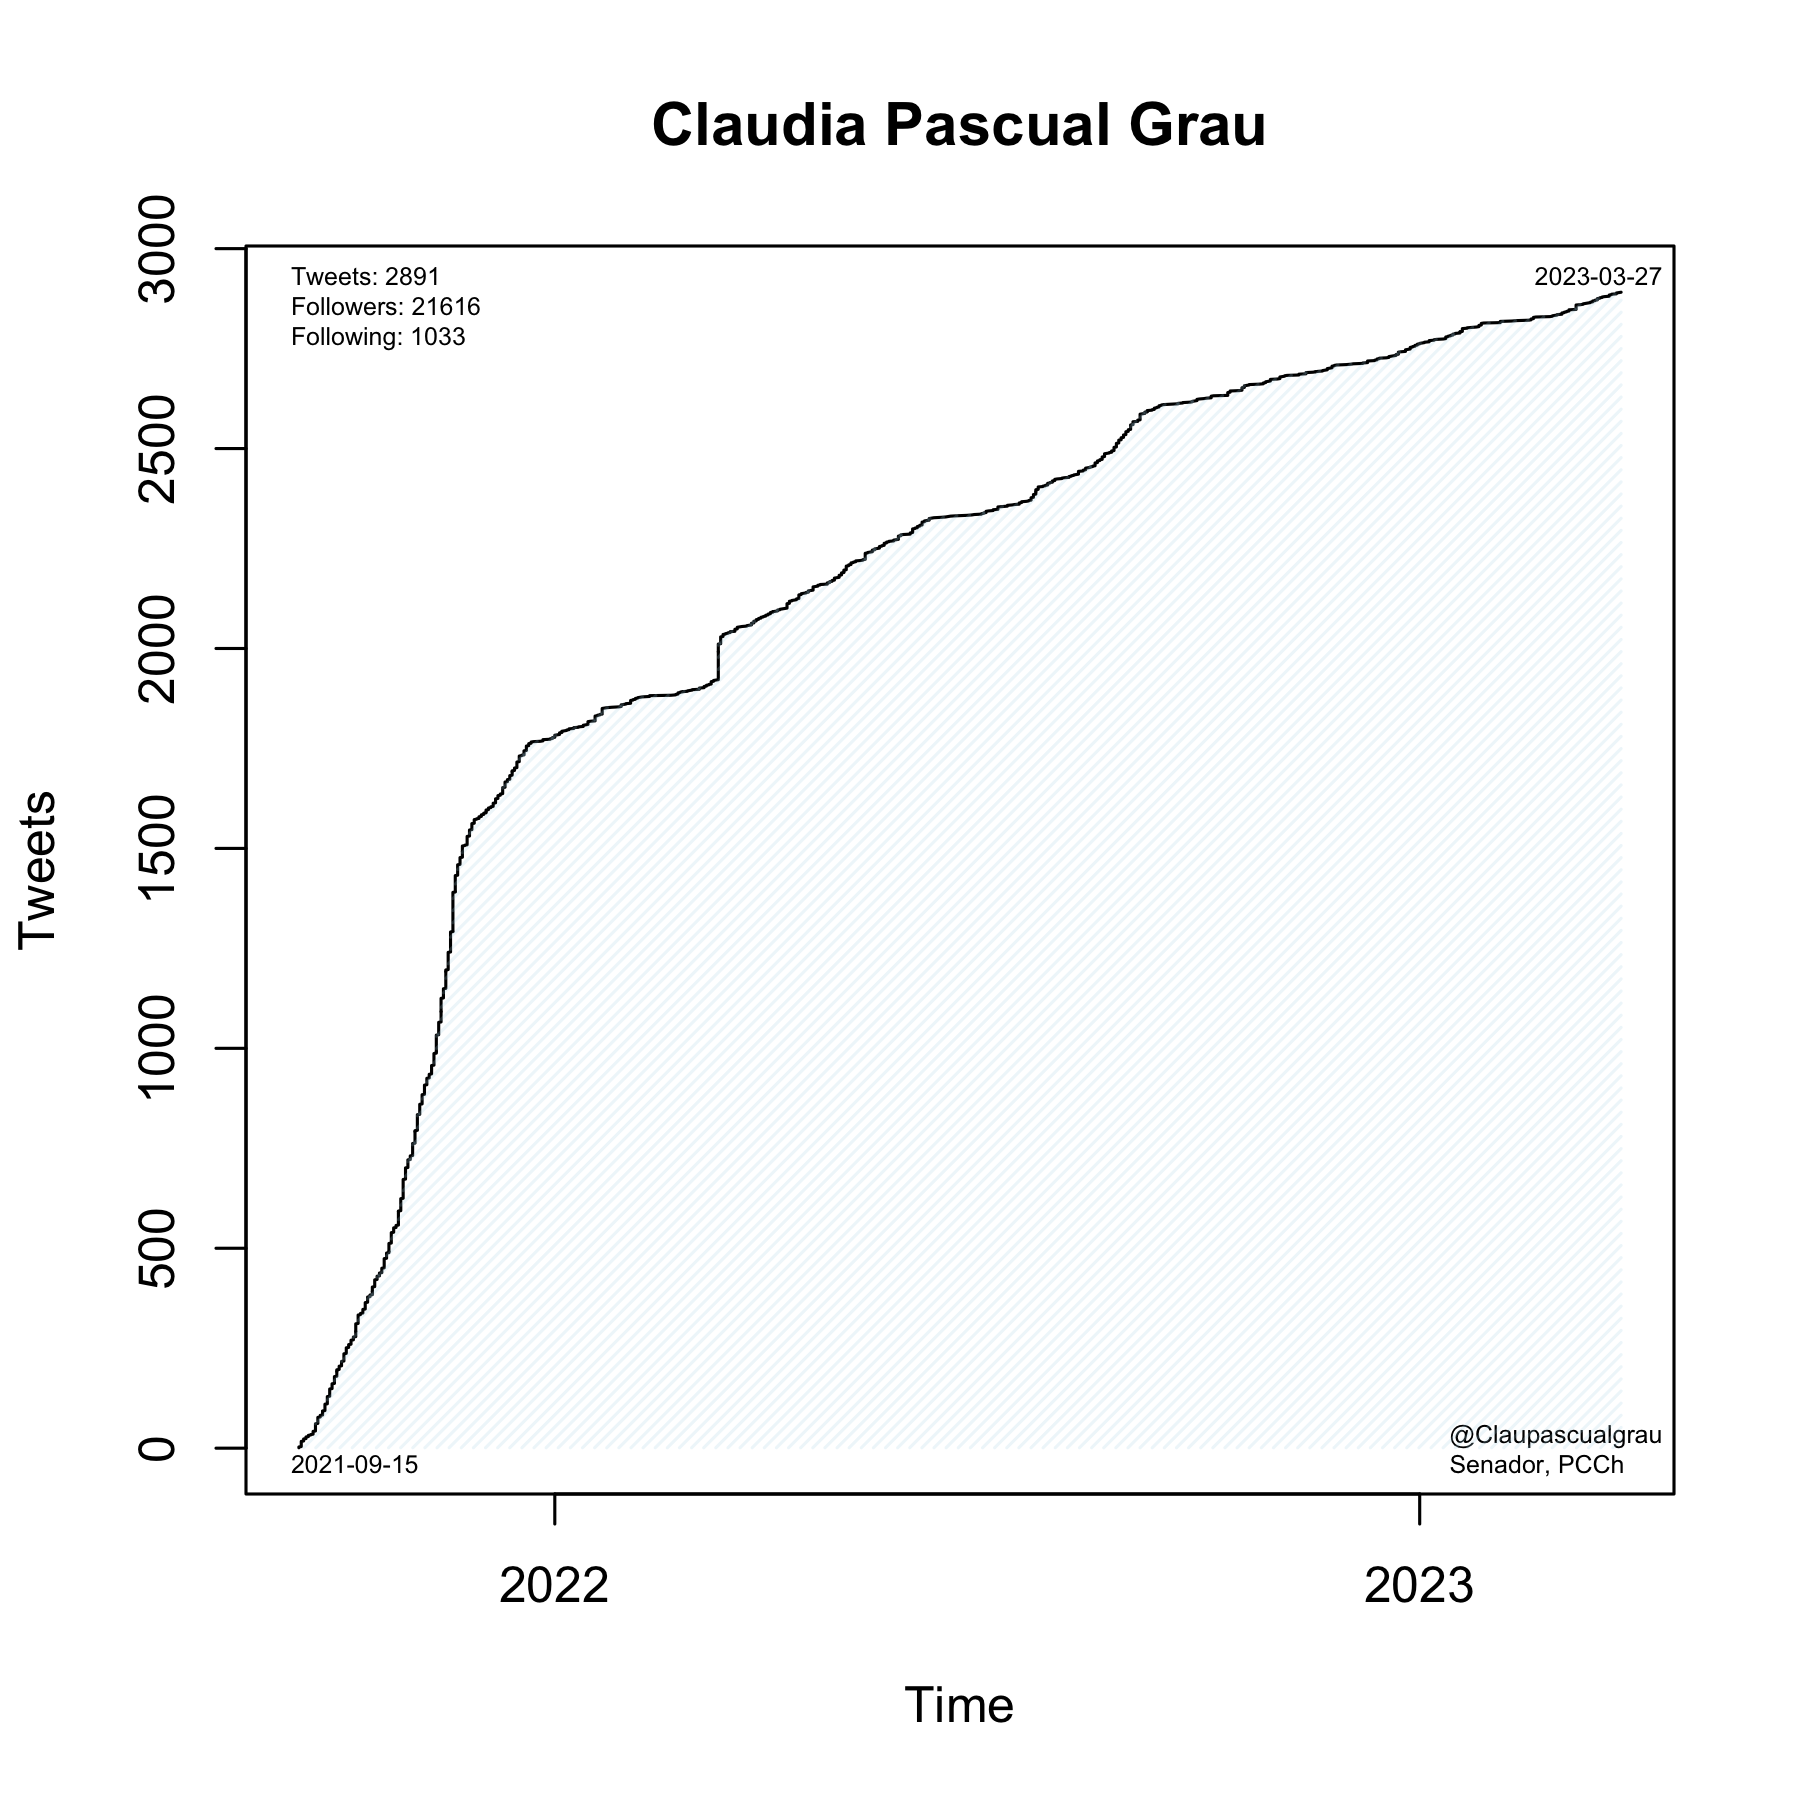 Claudia Pascual Grau
Tweets: 2891
Followers: 21616
Following: 1033
2023-03-27
3000
2500
2000
1500
1000
500
0
Tweets
2021-09-15
@Claupascualgrau
Senador, PCCh
2022
2023
Time